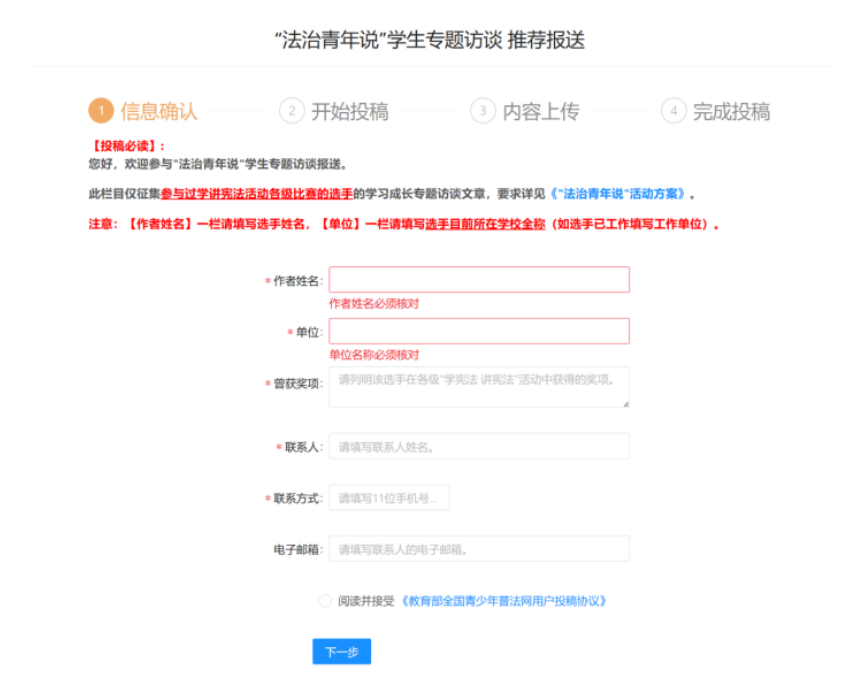 “法治青年说”学生专题访谈 推荐报送
1 信息确认 2 开始投稿 3 内容上传 4 完成投稿
【投稿必读】:
您好，欢迎参与“法治青年说”学生专题访谈报送。
此栏目仅征集参与过学讲宪法活动各级比赛的选手的学习成长专题访谈文章，要求详见《“法治青年说”活动方案》。
注意：【作者姓名】一栏请填写选手姓名，【单位】一栏请填写选手目前所在学校全称（如选手已工作填写工作单位）。
* 作者姓名:
作者姓名必须核对
* 单位:
单位名称必须核对
* 曾获奖项: 请列明该选手在各级“学宪法 讲宪法”活动中获得的奖项。
* 联系人: 请填写联系人姓名。
* 联系方式: 请填写11位手机号...
电子邮箱: 请填写联系人的电子邮箱。
阅读并接受《教育部全国青少年普法网用户投稿协议》
下一步